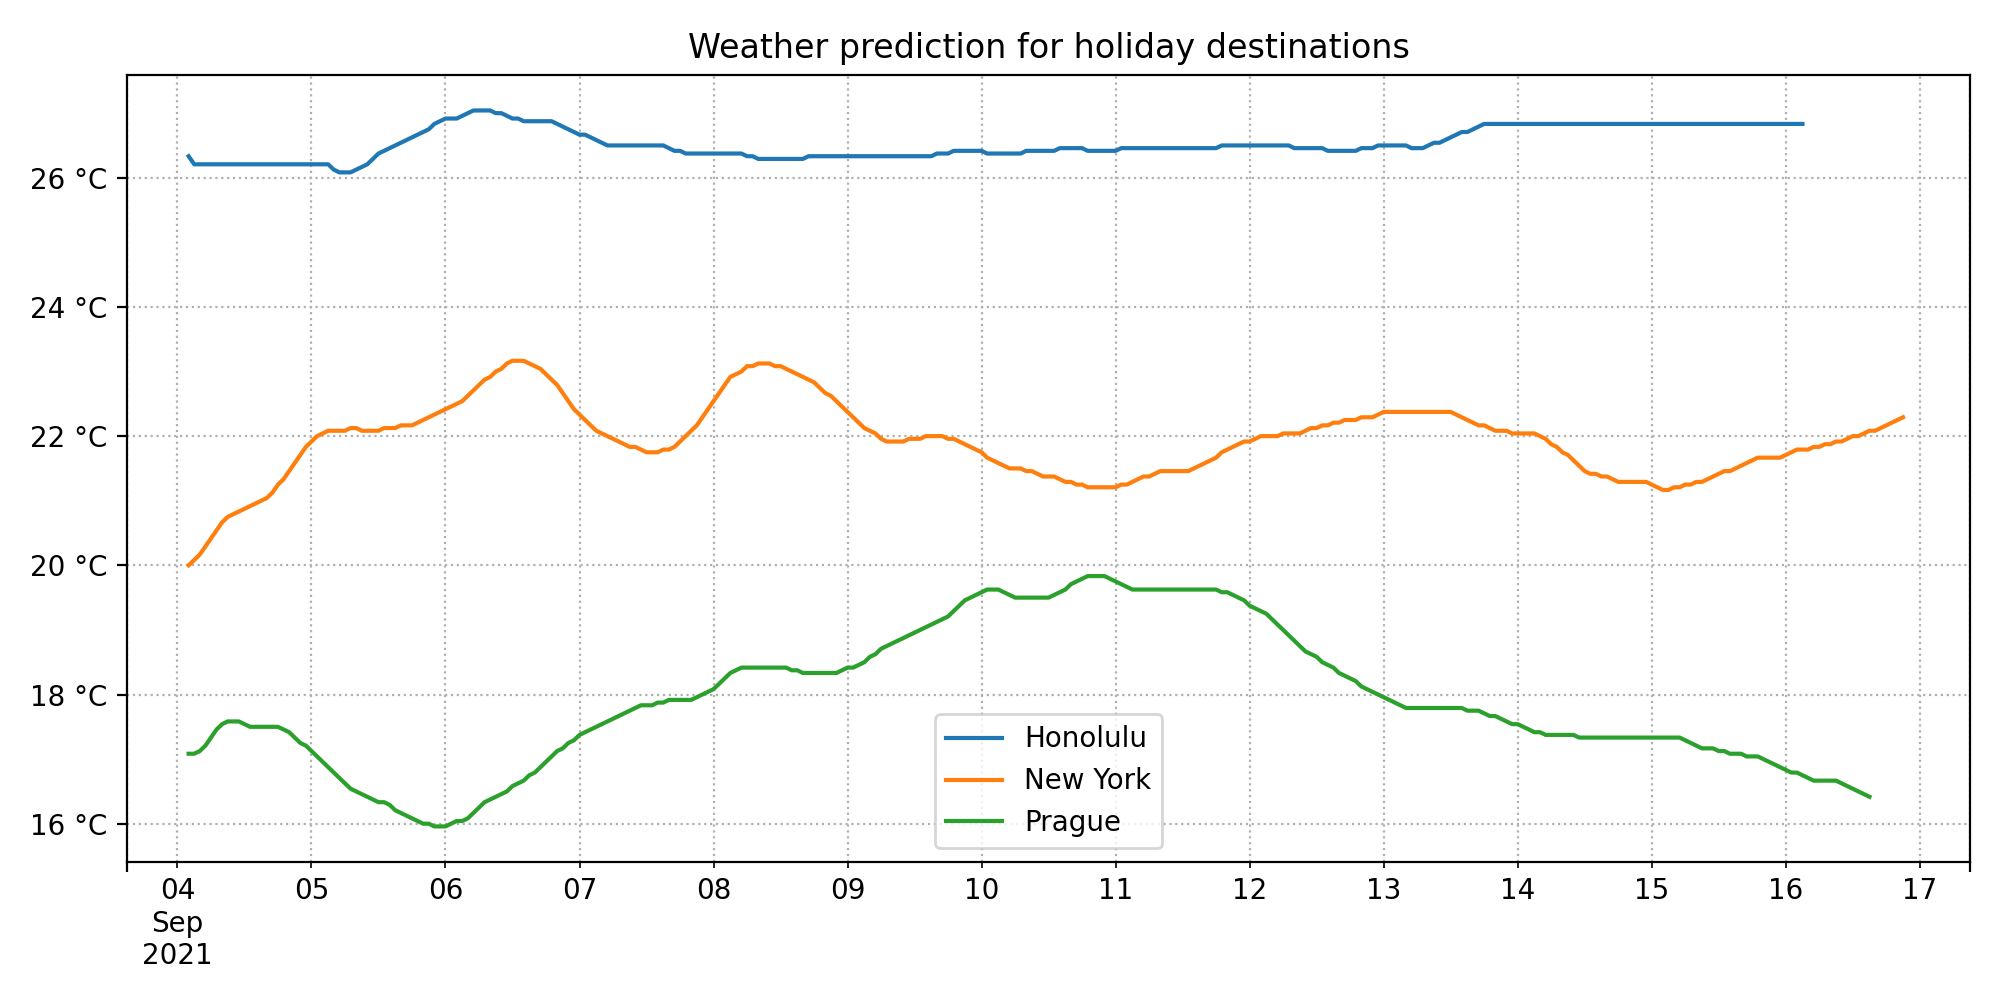 Weather prediction for holiday destinations
26 °C
24 °C
22 °C
20 °C
18 °C
16 °C
Honolulu
New York
Prague
04 05 06 07 08 09 10 11 12 13 14 15 16 17
Sep
2021